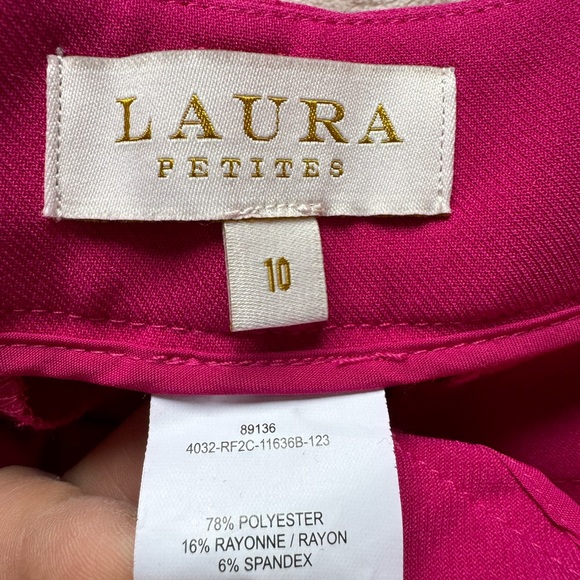 LAURA
PETITES
10
89136
4032-RF2C-11636B-123
78% POLYESTER
16% RAYONNE / RAYON
6% SPANDEX